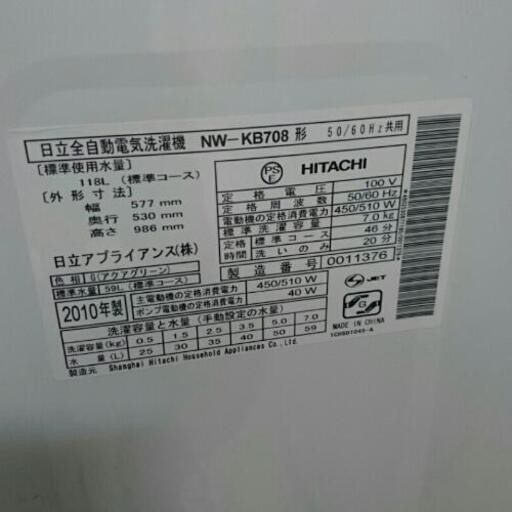 日立全自動電気洗濯機 NW-KB708 形 50/60Hz共用
〔標準使用水量〕
118L (標準コース)
〔外形寸法〕
幅 577 mm
奥行 530 mm
高さ 986 mm
日立アプライアンス(株)
PS E HITACHI
定格電圧 100 V
定格周波数 50/60 Hz
電動機の定格消費電力 450/510 W
標準洗濯容量 7.0 kg
定格 標準コース 46分
時間 洗いのみ 20分
製造番号 0011376
色相 G(アクアグリーン)
標準水量 59L (標準コース)
2010年製
主電動機の定格消費電力 450/510 W
ポンプ電動機の定格消費電力 40 W
JET
MADE IN CHINA
洗濯容量と水量 (手動設定の水量)
洗濯容量(kg) 0.5 1.5 2.5 3.5 5.0 7.0
水量(L) 25 30 35 40 50 59
製造元 Shanghai Hitachi Household Appliances Co., Ltd.